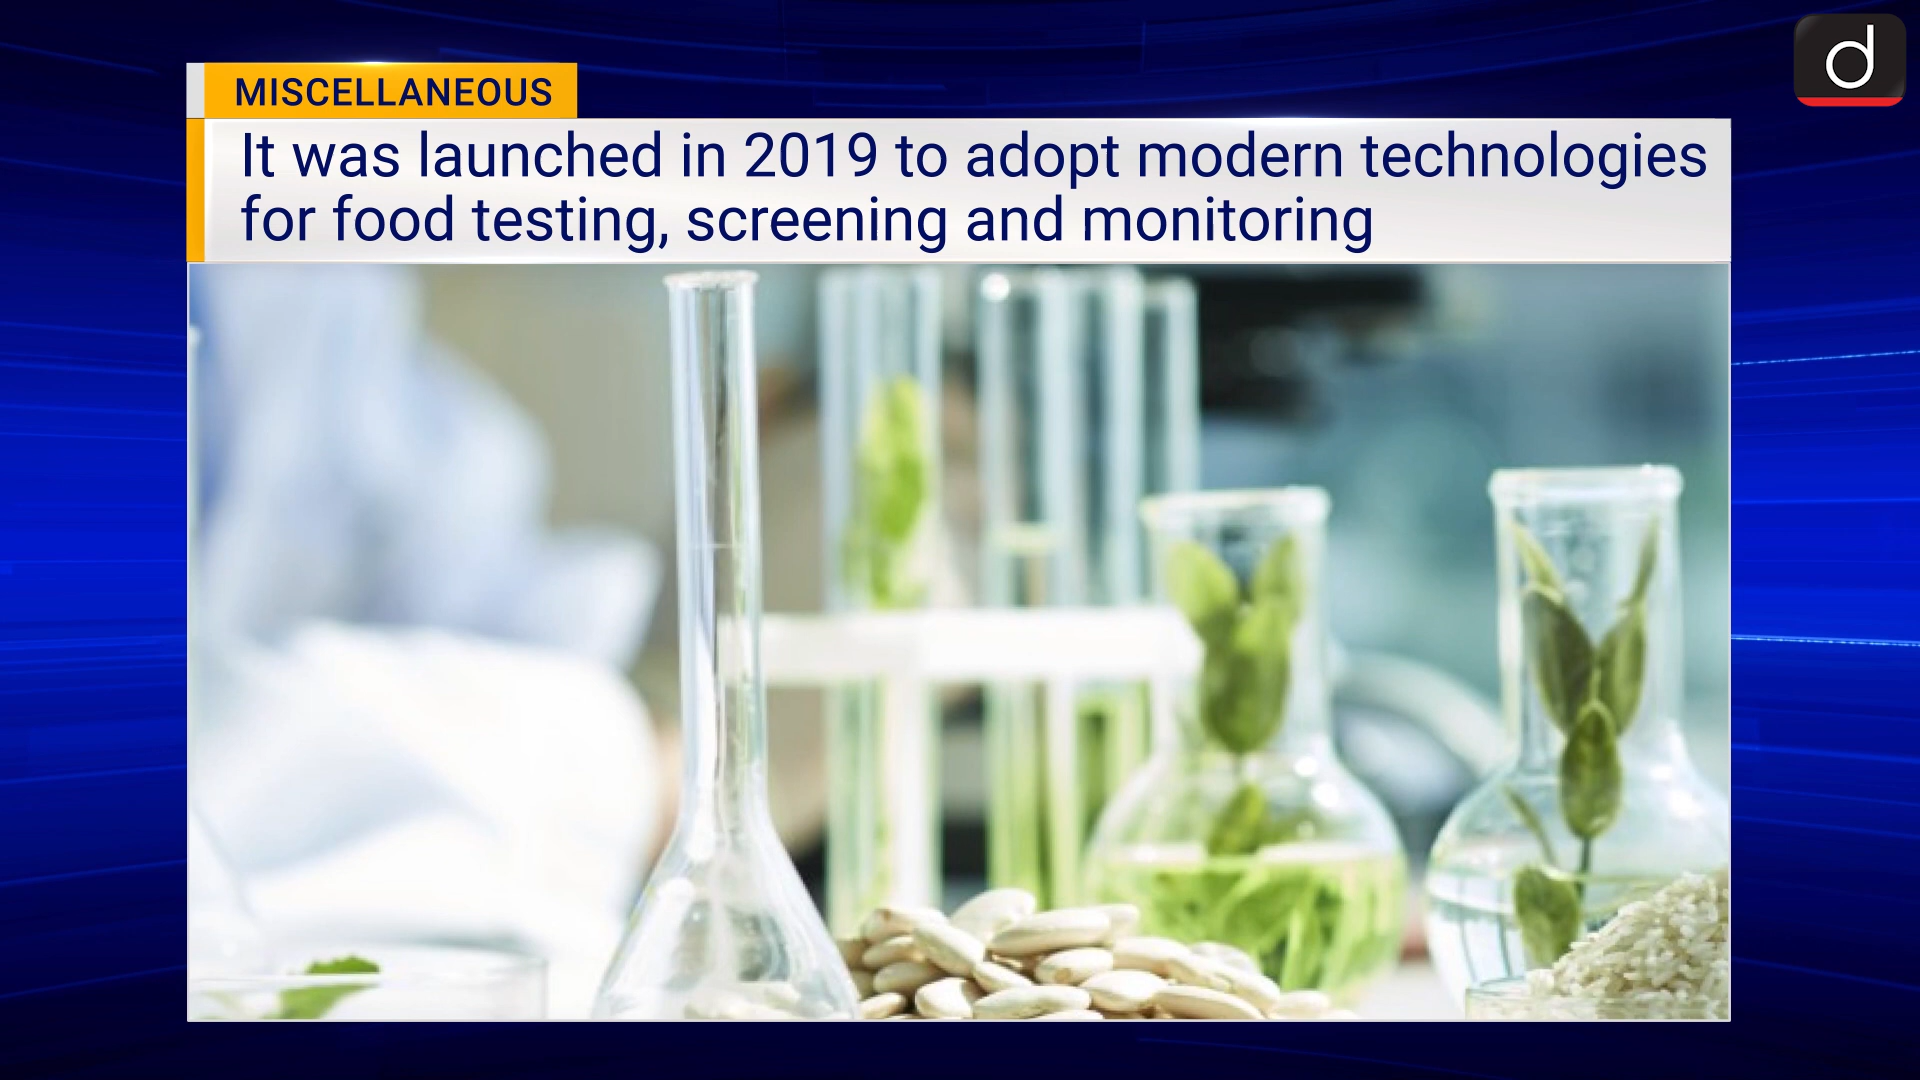 d
MISCELLANEOUS
It was launched in 2019 to adopt modern technologies
for food testing, screening and monitoring